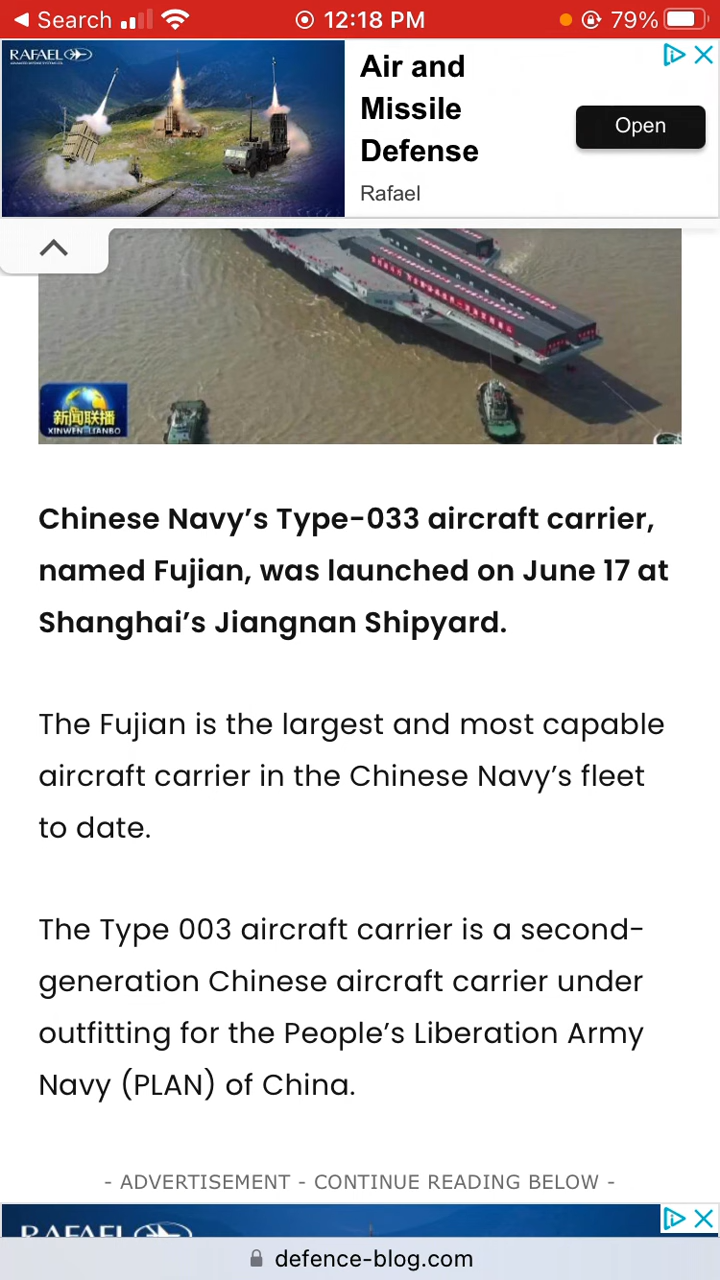 Search
12:18 PM
79%
RAFAEL
Air and
Missile
Defense
Open
Rafael
新闻联播
XINWEN LIANBO
Chinese Navy’s Type-033 aircraft carrier,
named Fujian, was launched on June 17 at
Shanghai’s Jiangnan Shipyard.
The Fujian is the largest and most capable
aircraft carrier in the Chinese Navy’s fleet
to date.
The Type 003 aircraft carrier is a second-
generation Chinese aircraft carrier under
outfitting for the People’s Liberation Army
Navy (PLAN) of China.
- ADVERTISEMENT - CONTINUE READING BELOW -
RAFAEL
defence-blog.com